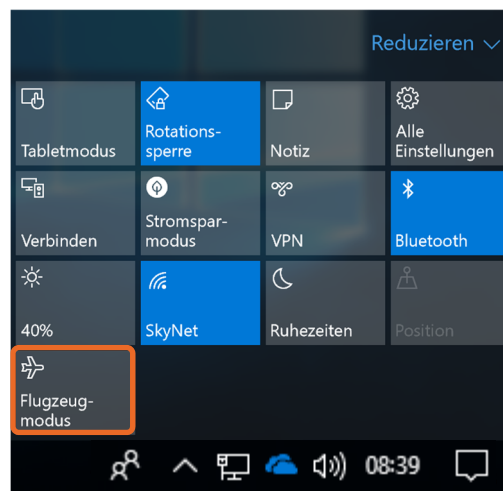 Reduzieren
Tabletmodus
Rotations-
sperre
Notiz
Alle
Einstellungen
Verbinden
Stromspar-
modus
VPN
Bluetooth
40%
SkyNet
Ruhezeiten
Position
Flugzeug-
modus
08:39